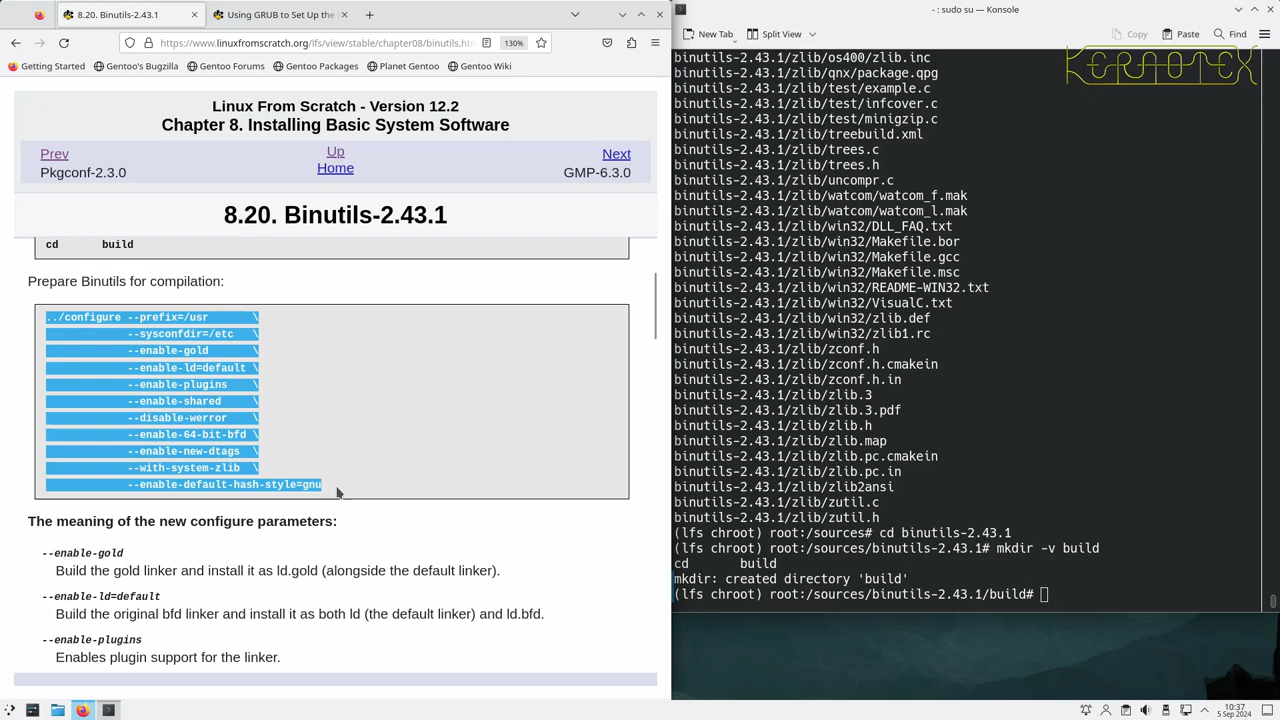 8.20. Binutils-2.43.1
Using GRUB to Set Up the
https://www.linuxfromscratch.org/lfs/view/stable/chapter08/binutils.ht
130%
Getting Started
Gentoo's Bugzilla
Gentoo Forums
Gentoo Packages
Planet Gentoo
Gentoo Wiki
Linux From Scratch - Version 12.2
Chapter 8. Installing Basic System Software
Prev
Up
Next
Pkgconf-2.3.0
Home
GMP-6.3.0
8.20. Binutils-2.43.1
cd       build
Prepare Binutils for compilation:
../configure --prefix=/usr       \
--sysconfdir=/etc   \
--enable-gold       \
--enable-ld=default \
--enable-plugins    \
--enable-shared     \
--disable-werror    \
--enable-64-bit-bfd \
--enable-new-dtags  \
--with-system-zlib  \
--enable-default-hash-style=gnu
The meaning of the new configure parameters:
--enable-gold
Build the gold linker and install it as ld.gold (alongside the default linker).
--enable-ld=default
Build the original bfd linker and install it as both ld (the default linker) and ld.bfd.
--enable-plugins
Enables plugin support for the linker.
- : sudo su — Konsole
New Tab
Split View
Copy
Paste
Find
KERNOTEX
binutils-2.43.1/zlib/os400/zlib.inc
binutils-2.43.1/zlib/qnx/package.qpg
binutils-2.43.1/zlib/test/example.c
binutils-2.43.1/zlib/test/infcover.c
binutils-2.43.1/zlib/test/minigzip.c
binutils-2.43.1/zlib/treebuild.xml
binutils-2.43.1/zlib/trees.c
binutils-2.43.1/zlib/trees.h
binutils-2.43.1/zlib/uncompr.c
binutils-2.43.1/zlib/watcom/watcom_f.mak
binutils-2.43.1/zlib/watcom/watcom_l.mak
binutils-2.43.1/zlib/win32/DLL_FAQ.txt
binutils-2.43.1/zlib/win32/Makefile.bor
binutils-2.43.1/zlib/win32/Makefile.gcc
binutils-2.43.1/zlib/win32/Makefile.msc
binutils-2.43.1/zlib/win32/README-WIN32.txt
binutils-2.43.1/zlib/win32/VisualC.txt
binutils-2.43.1/zlib/win32/zlib.def
binutils-2.43.1/zlib/win32/zlib1.rc
binutils-2.43.1/zlib/zconf.h
binutils-2.43.1/zlib/zconf.h.cmakein
binutils-2.43.1/zlib/zconf.h.in
binutils-2.43.1/zlib/zlib.3
binutils-2.43.1/zlib/zlib.3.pdf
binutils-2.43.1/zlib/zlib.h
binutils-2.43.1/zlib/zlib.map
binutils-2.43.1/zlib/zlib.pc.cmakein
binutils-2.43.1/zlib/zlib.pc.in
binutils-2.43.1/zlib/zlib2ansi
binutils-2.43.1/zlib/zutil.c
binutils-2.43.1/zlib/zutil.h
(lfs chroot) root:/sources# cd binutils-2.43.1
(lfs chroot) root:/sources/binutils-2.43.1# mkdir -v build
cd       build
mkdir: created directory 'build'
(lfs chroot) root:/sources/binutils-2.43.1/build#
10:37
5 Sep 2024